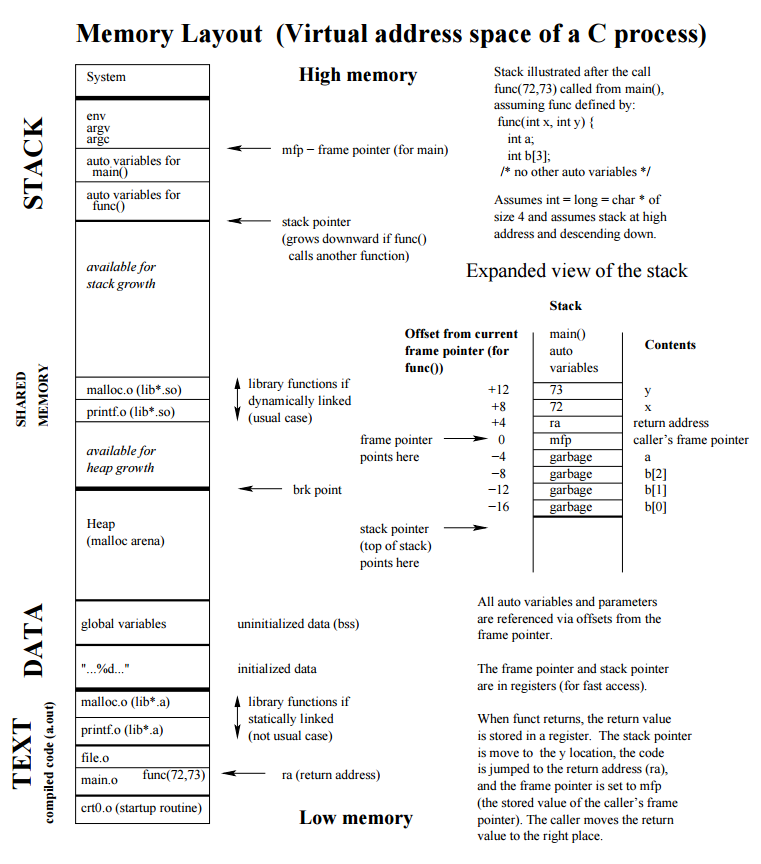 Memory Layout (Virtual address space of a C process)
System
High memory
STACK
env
argv
argc
auto variables for
main()
auto variables for
func()
mfp − frame pointer (for main)
stack pointer
(grows downward if func()
calls another function)
available for
stack growth
SHARED
MEMORY
malloc.o (lib*.so)
printf.o (lib*.so)
library functions if
dynamically linked
(usual case)
available for
heap growth
brk point
Heap
(malloc arena)
DATA
global variables
uninitialized data (bss)
"...%d..."
initialized data
TEXT
compiled code (a.out)
malloc.o (lib*.a)
printf.o (lib*.a)
library functions if
statically linked
(not usual case)
file.o
main.o func(72,73)
ra (return address)
crt0.o (startup routine)
Low memory
Stack illustrated after the call
func(72,73) called from main(),
assuming func defined by:
func(int x, int y) {
int a;
int b[3];
/* no other auto variables */
Assumes int = long = char * of
size 4 and assumes stack at high
address and descending down.
Expanded view of the stack
Stack
Offset from current
frame pointer (for
func())
main()
auto
variables
Contents
+12 73 y
+8 72 x
+4 ra return address
0 mfp caller's frame pointer
frame pointer
points here
−4 garbage a
−8 garbage b[2]
−12 garbage b[1]
−16 garbage b[0]
stack pointer
(top of stack)
points here
All auto variables and parameters
are referenced via offsets from the
frame pointer.
The frame pointer and stack pointer
are in registers (for fast access).
When funct returns, the return value
is stored in a register. The stack pointer
is move to the y location, the code
is jumped to the return address (ra),
and the frame pointer is set to mfp
(the stored value of the caller's frame
pointer). The caller moves the return
value to the right place.